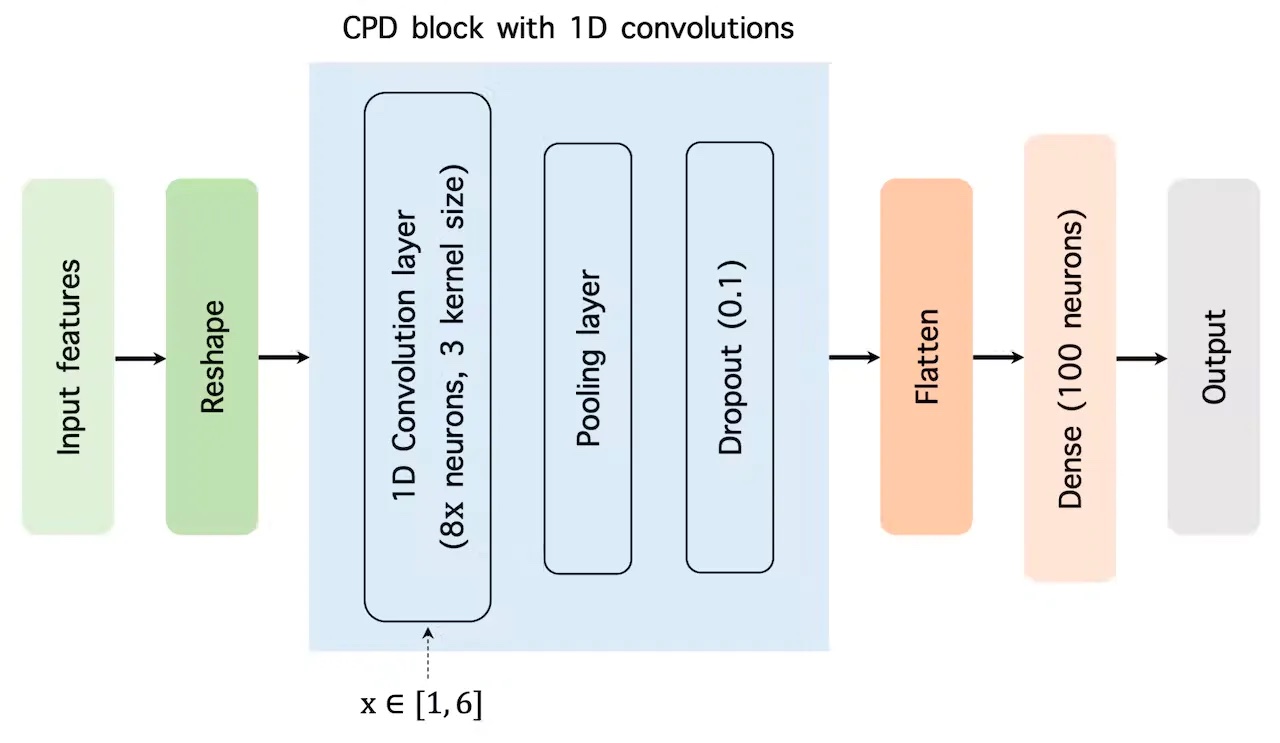 CPD block with 1D convolutions
Input features
Reshape
1D Convolution layer
(8x neurons, 3 kernel size)
Pooling layer
Dropout (0.1)
Flatten
Dense (100 neurons)
Output
x ∈ [1, 6]